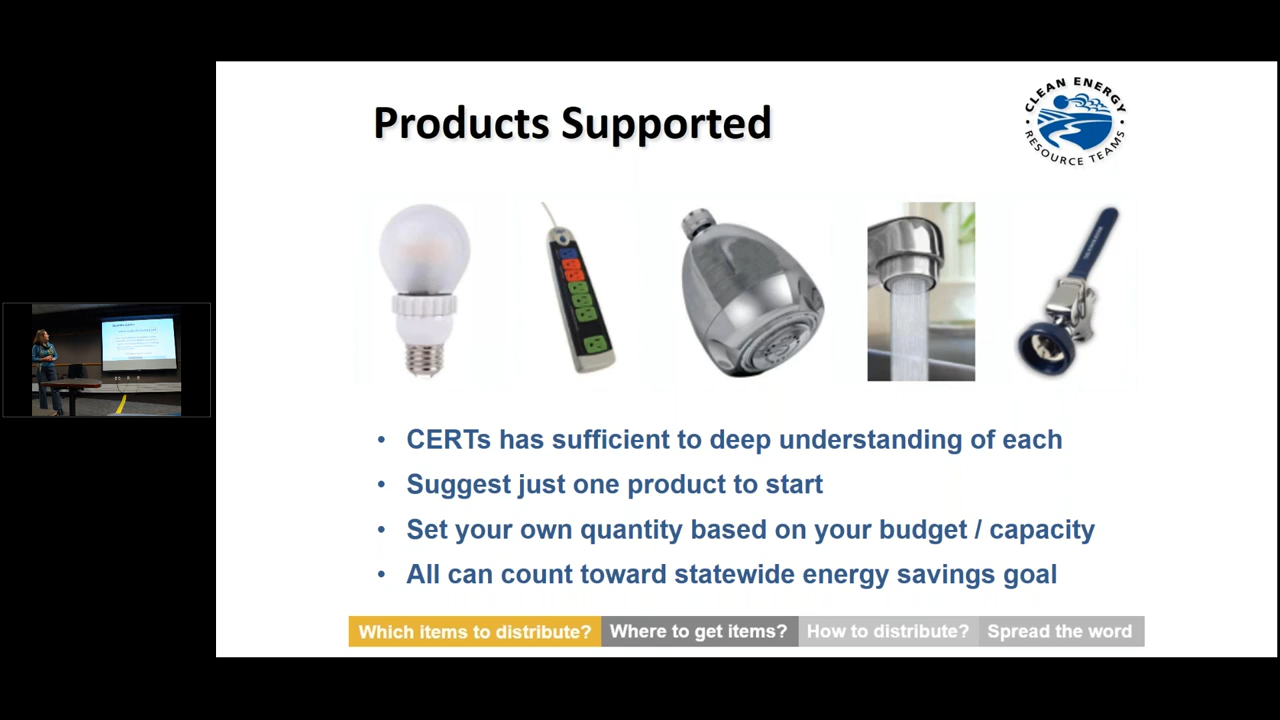 Products Supported
CLEAN ENERGY
RESOURCE TEAMS
• CERTs has sufficient to deep understanding of each
• Suggest just one product to start
• Set your own quantity based on your budget / capacity
• All can count toward statewide energy savings goal
Which items to distribute? Where to get items? How to distribute? Spread the word